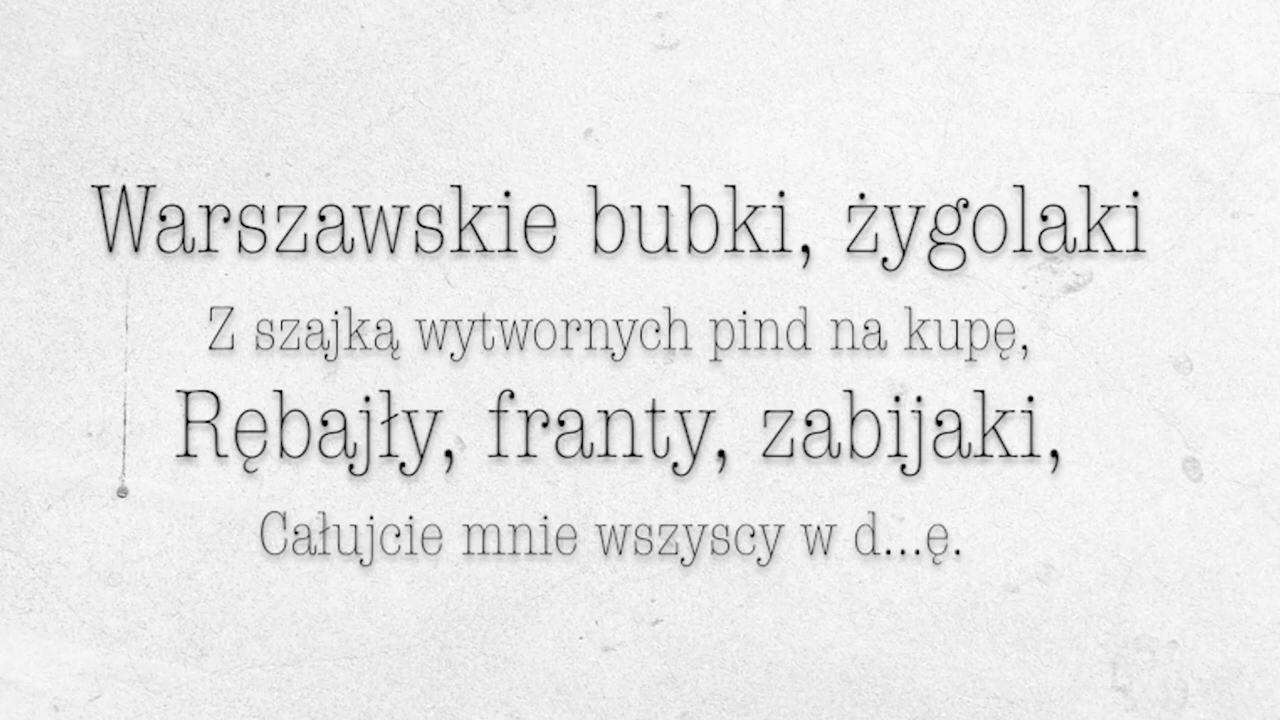 Warszawskie bubki, żygolaki
Z szajką wytwornych pind na kupę,
Rębajły, franty, zabijaki,
Całujcie mnie wszyscy w d...ę.